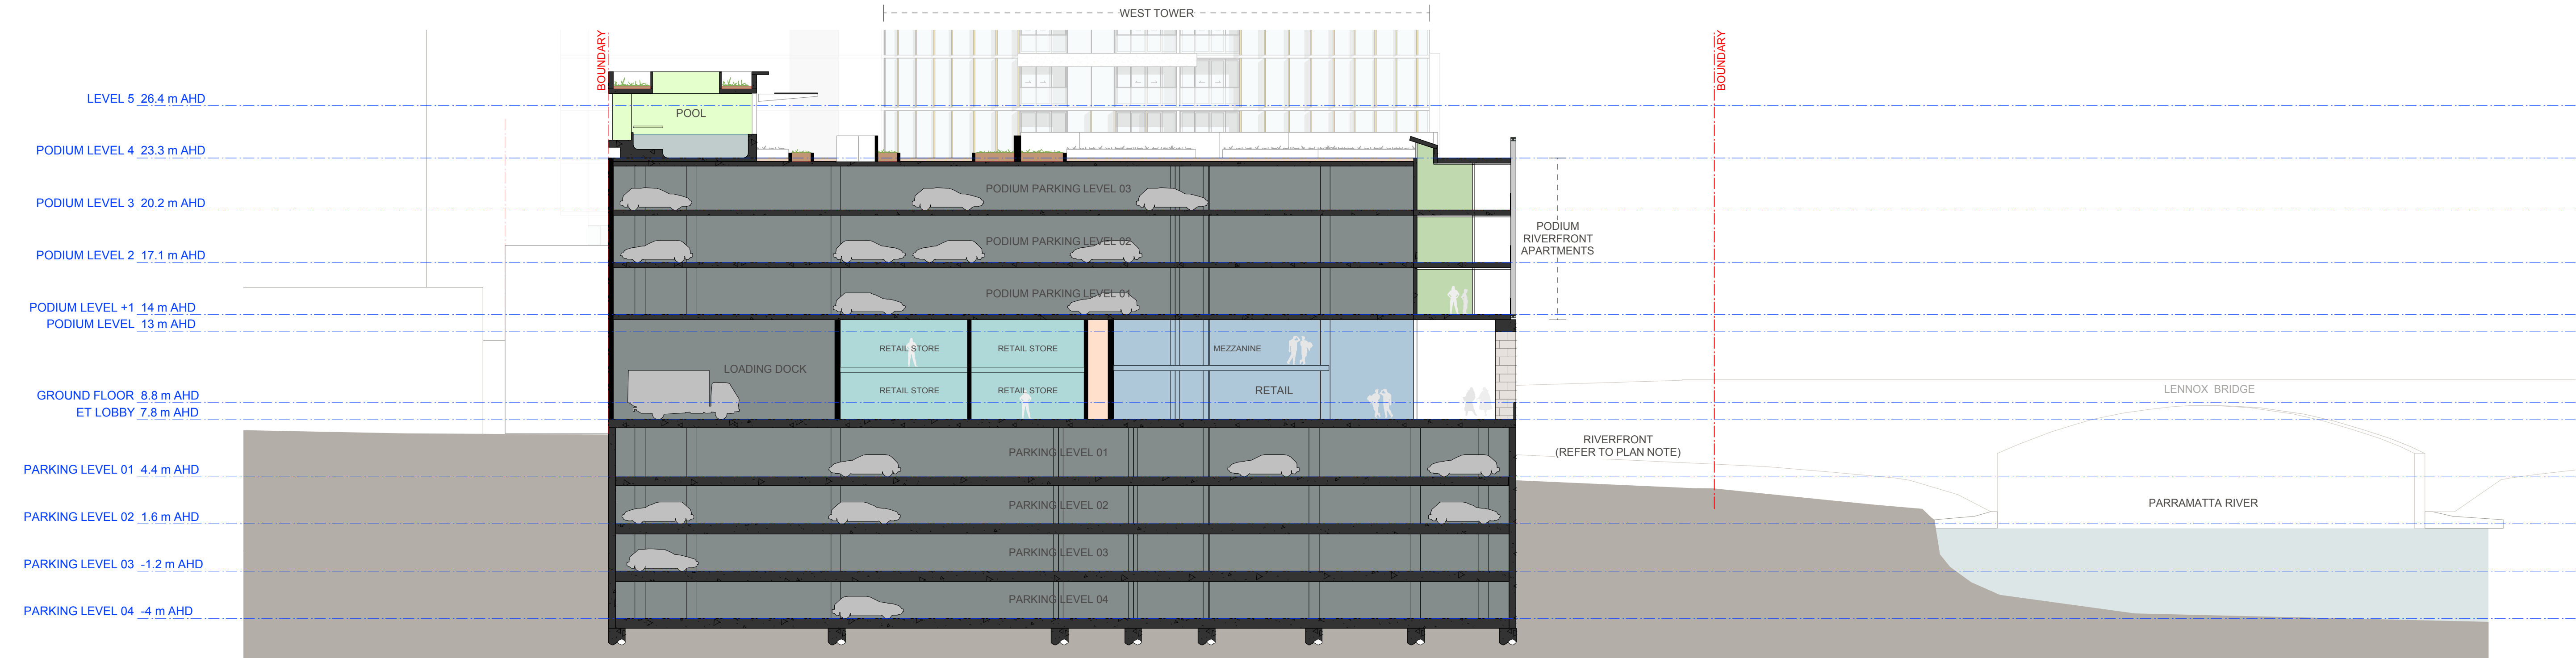 WEST TOWER
BOUNDARY
BOUNDARY
LEVEL 5 26.4 m AHD
POOL
PODIUM LEVEL 4 23.3 m AHD
PODIUM PARKING LEVEL 03
PODIUM LEVEL 3 20.2 m AHD
PODIUM
RIVERFRONT
APARTMENTS
PODIUM PARKING LEVEL 02
PODIUM LEVEL 2 17.1 m AHD
PODIUM PARKING LEVEL 01
PODIUM LEVEL +1 14 m AHD
PODIUM LEVEL 13 m AHD
RETAIL STORE
RETAIL STORE
MEZZANINE
LOADING DOCK
RETAIL STORE
RETAIL STORE
RETAIL
LENNOX BRIDGE
GROUND FLOOR 8.8 m AHD
ET LOBBY 7.8 m AHD
RIVERFRONT
(REFER TO PLAN NOTE)
PARKING LEVEL 01
PARKING LEVEL 01 4.4 m AHD
PARKING LEVEL 02
PARRAMATTA RIVER
PARKING LEVEL 02 1.6 m AHD
PARKING LEVEL 03
PARKING LEVEL 03 -1.2 m AHD
PARKING LEVEL 04
PARKING LEVEL 04 -4 m AHD